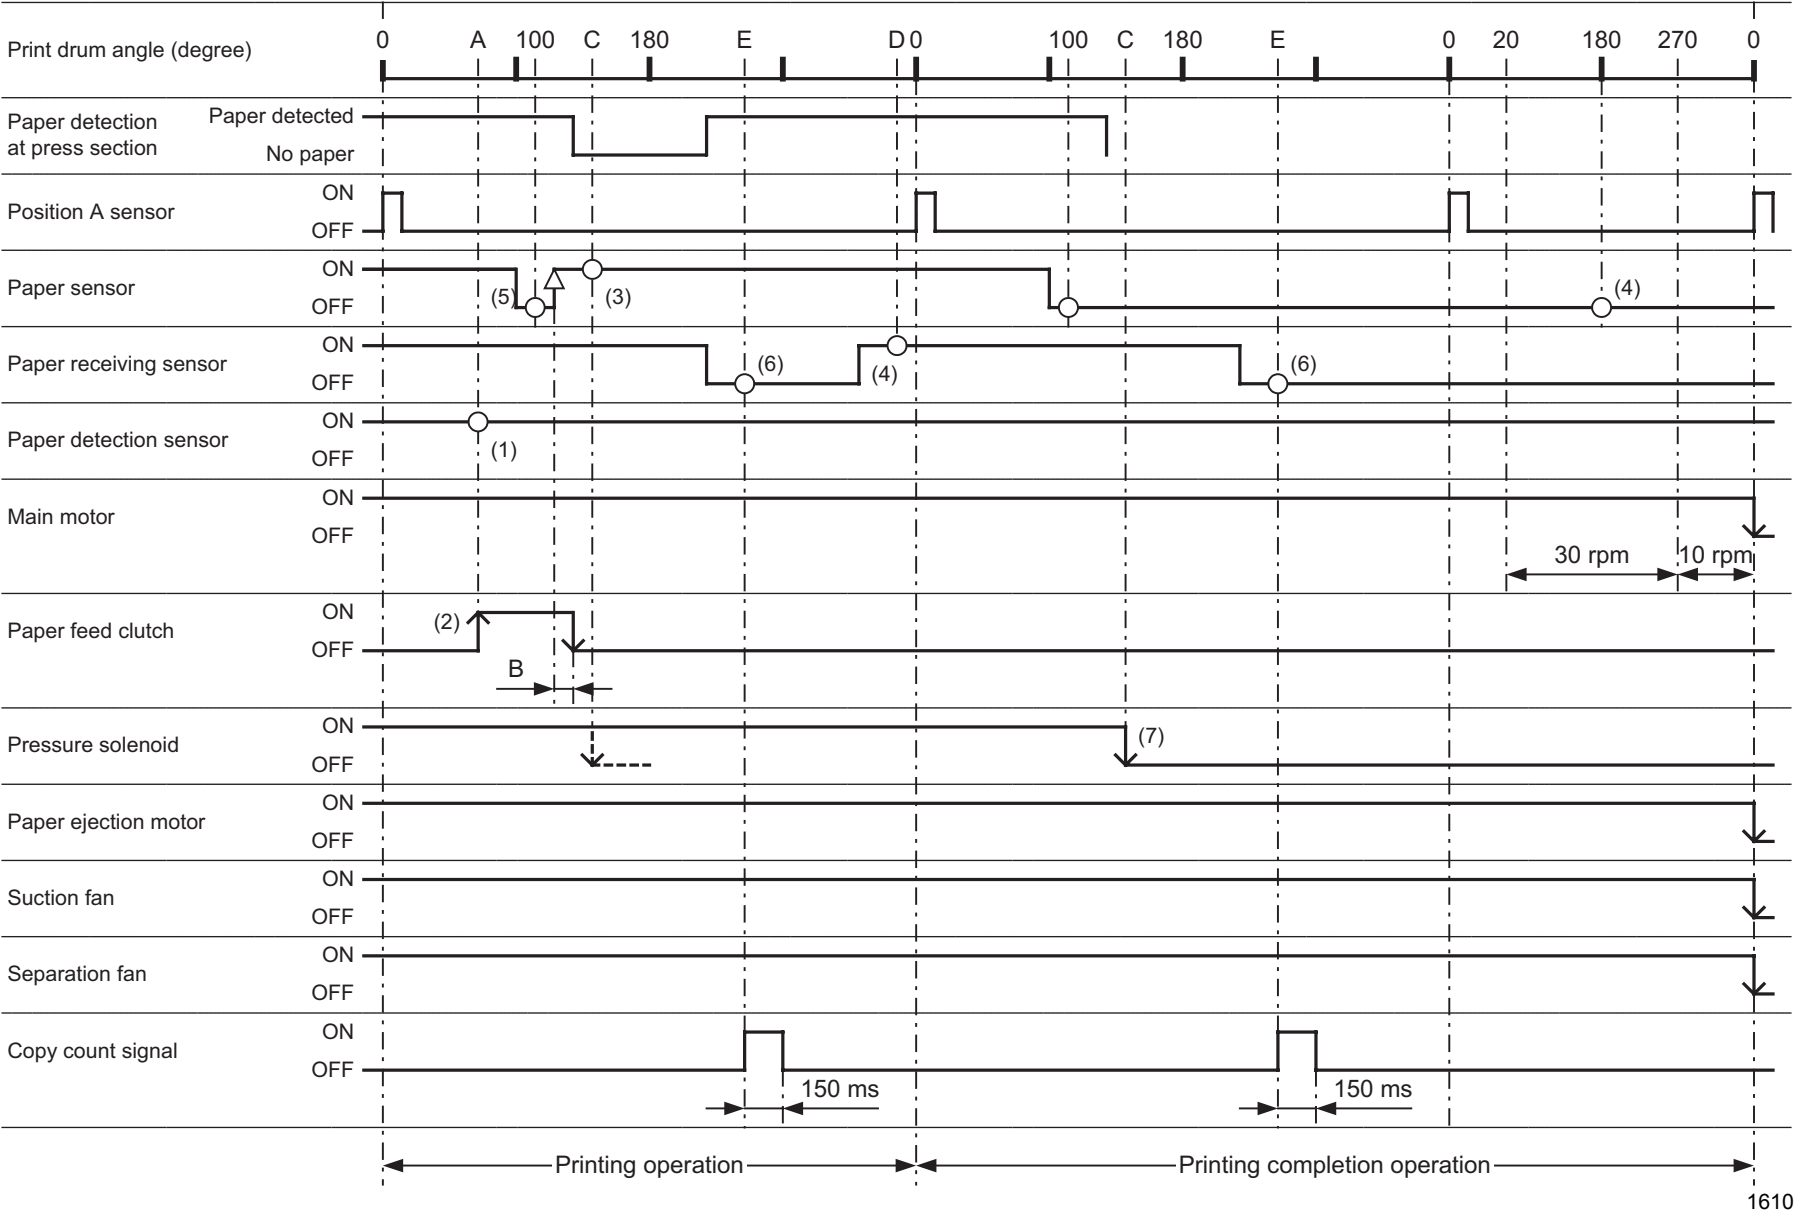 Print drum angle (degree) 0 A 100 C 180 E D 0 100 C 180 E 0 20 180 270 0
Paper detection
at press section
Paper detected
No paper
Position A sensor
ON
OFF
Paper sensor
ON
OFF
(5)
(3)
(4)
Paper receiving sensor
ON
OFF
(6)
(4)
(6)
Paper detection sensor
ON
OFF
(1)
Main motor
ON
OFF
30 rpm
10 rpm
Paper feed clutch
ON
OFF
(2)
B
Pressure solenoid
ON
OFF
(7)
Paper ejection motor
ON
OFF
Suction fan
ON
OFF
Separation fan
ON
OFF
Copy count signal
ON
OFF
150 ms
150 ms
Printing operation
Printing completion operation
1610